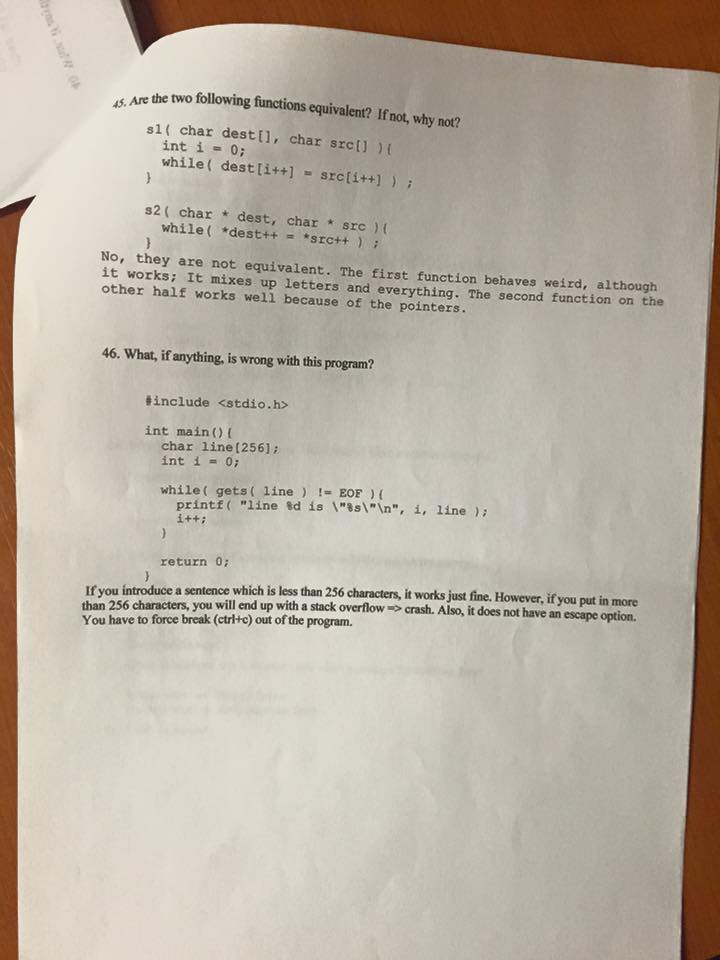 45. Are the two following functions equivalent? If not, why not?
s1( char dest[], char src[] ){
int i = 0;
while( dest[i++] = src[i++] ) ;
}
s2( char * dest, char * src ){
while( *dest++ = *src++ ) ;
}
No, they are not equivalent. The first function behaves weird, although
it works; It mixes up letters and everything. The second function on the
other half works well because of the pointers.
46. What, if anything, is wrong with this program?
#include <stdio.h>
int main(){
char line[256];
int i = 0;
while( gets( line ) != EOF ){
printf( "line %d is \"%s\"\n", i, line );
i++;
}
return 0;
}
If you introduce a sentence which is less than 256 characters, it works just fine. However, if you put in more
than 256 characters, you will end up with a stack overflow => crash. Also, it does not have an escape option.
You have to force break (ctrl+c) out of the program.